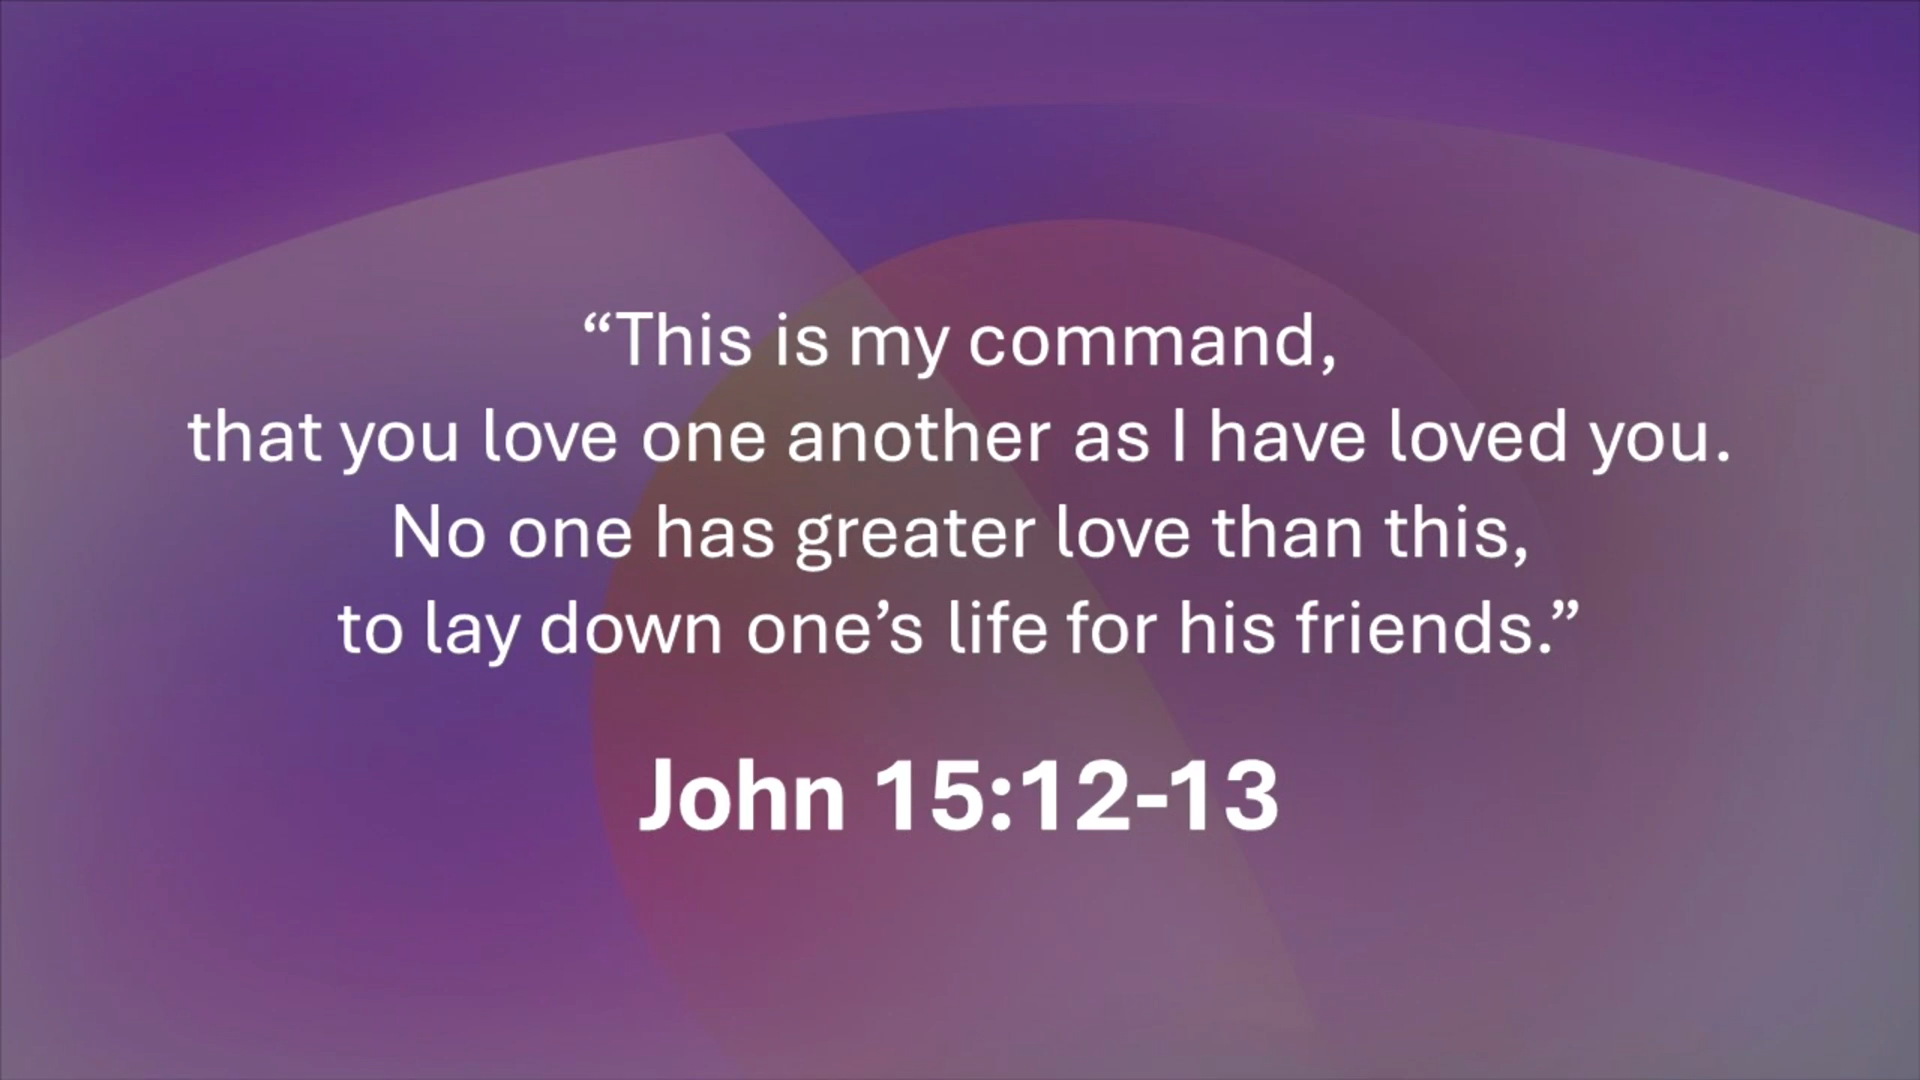 “This is my command,
that you love one another as I have loved you.
No one has greater love than this,
to lay down one’s life for his friends.”
John 15:12-13